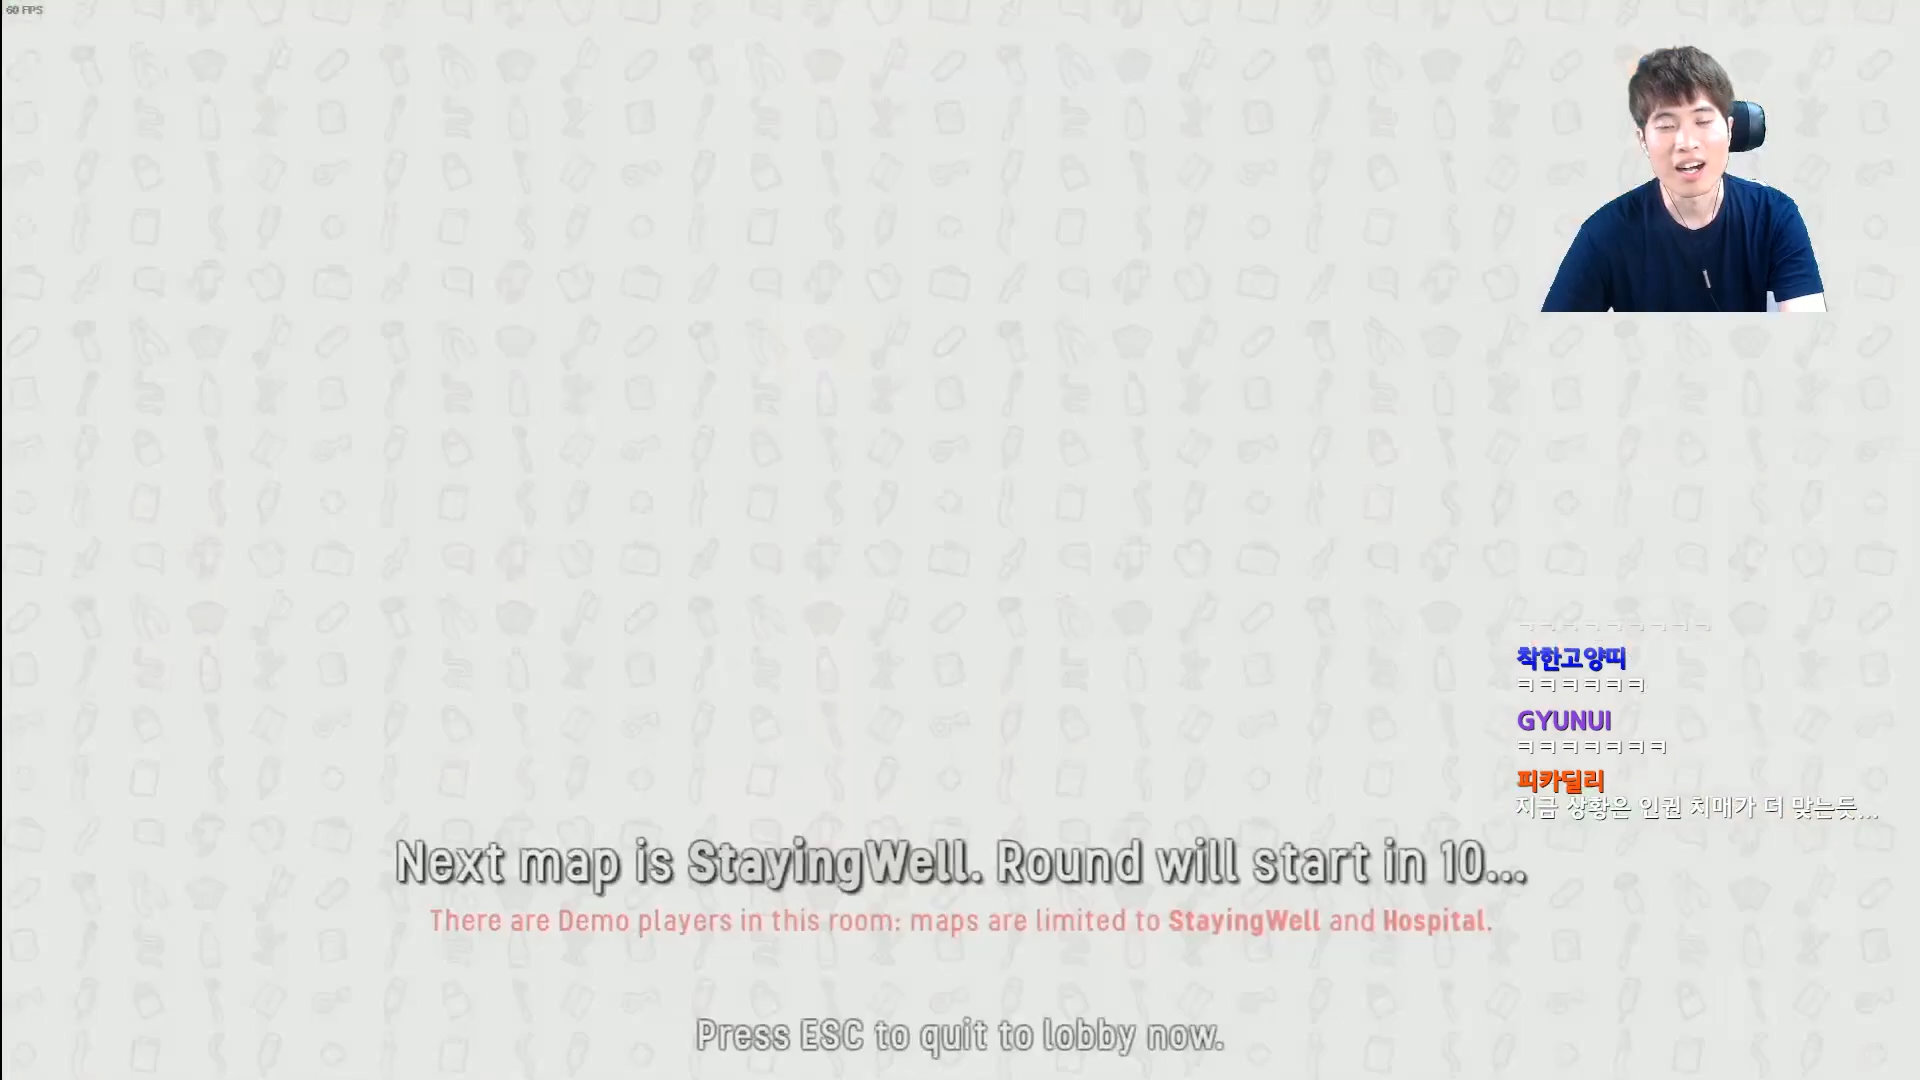 60 FPS
ㅋㅋㅋㅋㅋㅋㅋㅋㅋ
착한고양띠
ㅋㅋㅋㅋㅋㅋ
GYUNUI
ㅋㅋㅋㅋㅋㅋㅋ
피카딜리
지금 상황은 인권 치매가 더 맞는듯...
Next map is StayingWell. Round will start in 10...
There are Demo players in this room: maps are limited to StayingWell and Hospital.
Press ESC to quit to lobby now.